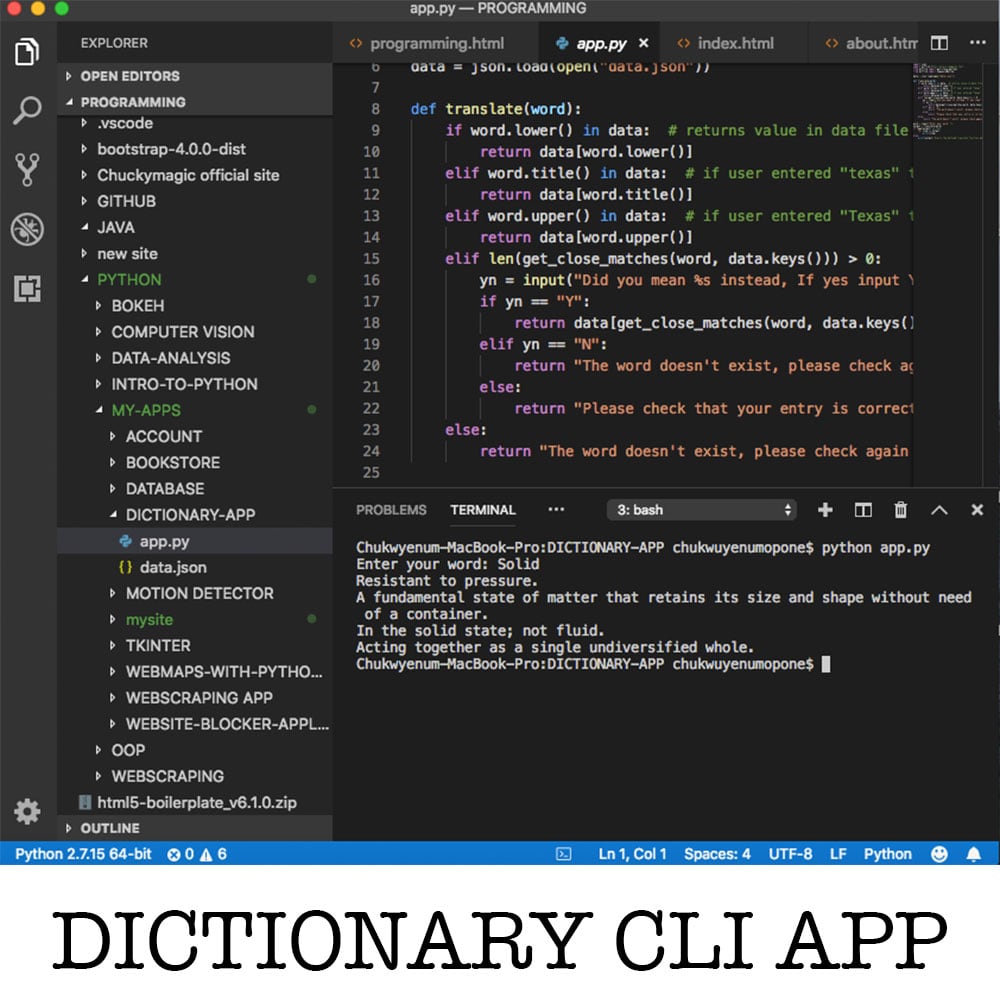 app.py — PROGRAMMING
EXPLORER
OPEN EDITORS
PROGRAMMING
.vscode
bootstrap-4.0.0-dist
Chuckymagic official site
GITHUB
JAVA
new site
PYTHON
BOKEH
COMPUTER VISION
DATA-ANALYSIS
INTRO-TO-PYTHON
MY-APPS
ACCOUNT
BOOKSTORE
DATABASE
DICTIONARY-APP
app.py
{} data.json
MOTION DETECTOR
mysite
TKINTER
WEBMAPS-WITH-PYTHO...
WEBSCRAPING APP
WEBSITE-BLOCKER-APPL...
OOP
WEBSCRAPING
html5-boilerplate_v6.1.0.zip
OUTLINE
<> programming.html app.py × <> index.html <> about.htm ...
6 data = json.load(open("data.json"))
7
8 def translate(word):
9 if word.lower() in data: # returns value in data file
10 return data[word.lower()]
11 elif word.title() in data: # if user entered "texas" t
12 return data[word.title()]
13 elif word.upper() in data: # if user entered "Texas" t
14 return data[word.upper()]
15 elif len(get_close_matches(word, data.keys())) > 0:
16 yn = input("Did you mean %s instead, If yes input Y
17 if yn == "Y":
18 return data[get_close_matches(word, data.keys()
19 elif yn == "N":
20 return "The word doesn't exist, please check ag
21 else:
22 return "Please check that your entry is correct
23 else:
24 return "The word doesn't exist, please check again
25
PROBLEMS TERMINAL ... 3: bash
Chukwyenum-MacBook-Pro:DICTIONARY-APP chukwuyenumopone$ python app.py
Enter your word: Solid
Resistant to pressure.
A fundamental state of matter that retains its size and shape without need
of a container.
In the solid state; not fluid.
Acting together as a single undiversified whole.
Chukwyenum-MacBook-Pro:DICTIONARY-APP chukwuyenumopone$
Python 2.7.15 64-bit 0 6 Ln 1, Col 1 Spaces: 4 UTF-8 LF Python
DICTIONARY CLI APP